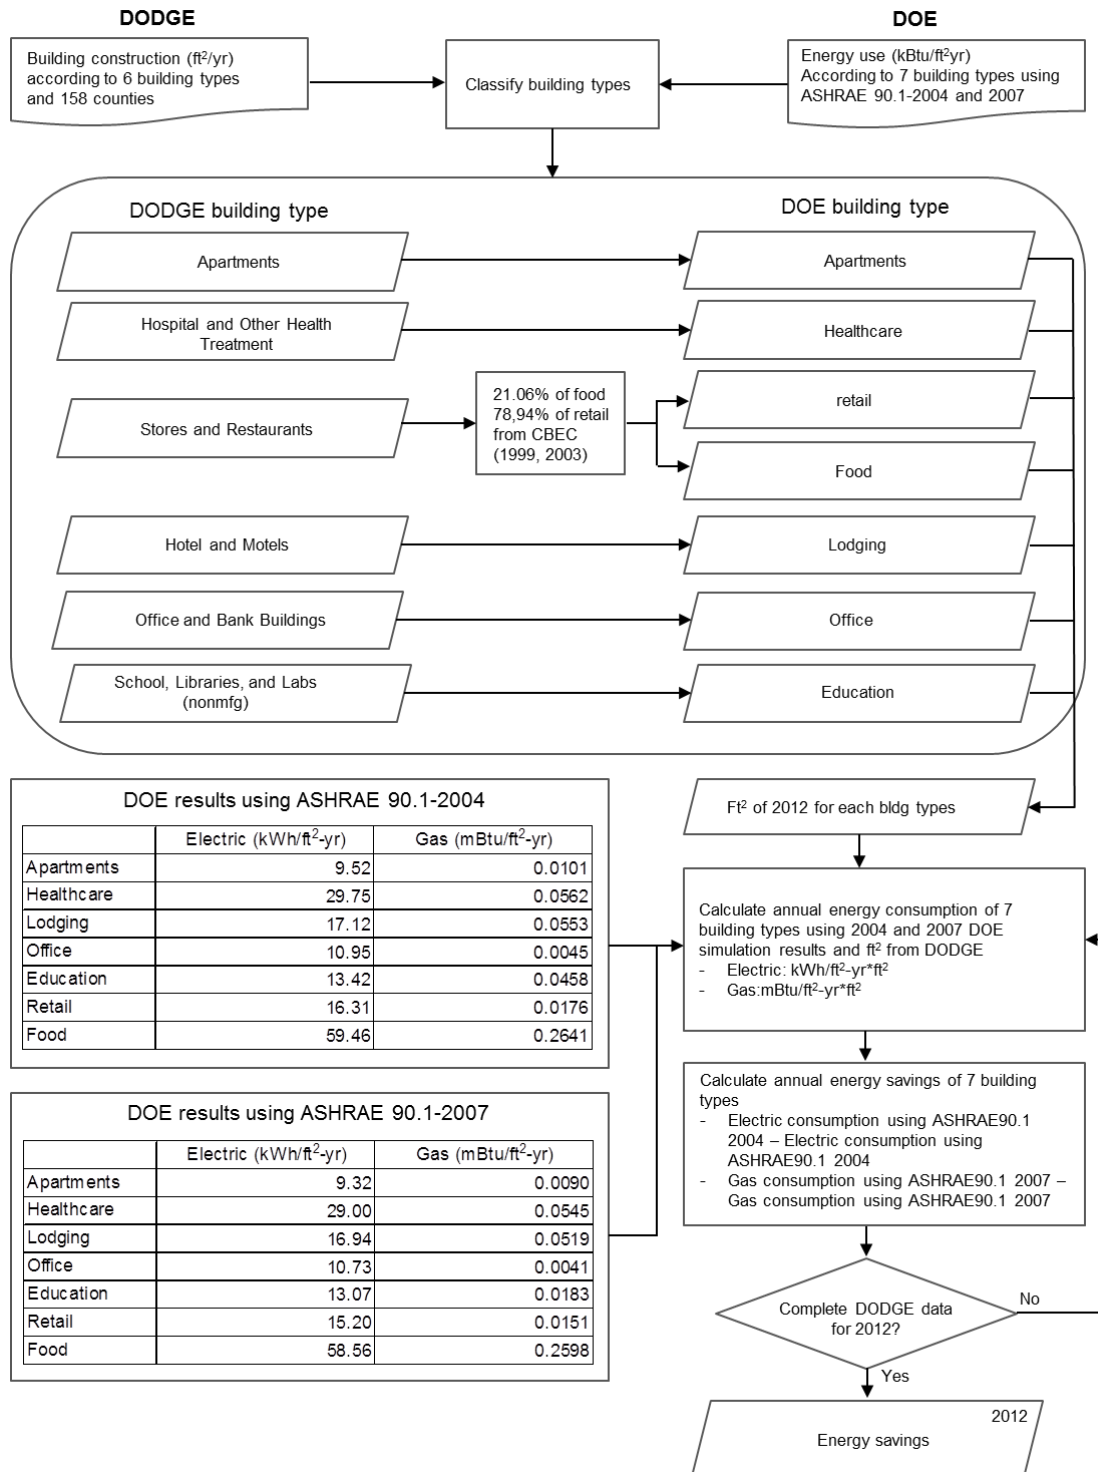 DODGE
DOE
Building construction (ft²/yr)
according to 6 building types
and 158 counties
Classify building types
Energy use (kBtu/ft²yr)
According to 7 building types using
ASHRAE 90.1-2004 and 2007
DODGE building type
DOE building type
Apartments
Apartments
Hospital and Other Health
Treatment
Healthcare
Stores and Restaurants
21.06% of food
78,94% of retail
from CBEC
(1999, 2003)
retail
Food
Hotel and Motels
Lodging
Office and Bank Buildings
Office
School, Libraries, and Labs
(nonmfg)
Education
DOE results using ASHRAE 90.1-2004
Electric (kWh/ft²-yr) Gas (mBtu/ft²-yr)
Apartments 9.52 0.0101
Healthcare 29.75 0.0562
Lodging 17.12 0.0553
Office 10.95 0.0045
Education 13.42 0.0458
Retail 16.31 0.0176
Food 59.46 0.2641
DOE results using ASHRAE 90.1-2007
Electric (kWh/ft²-yr) Gas (mBtu/ft²-yr)
Apartments 9.32 0.0090
Healthcare 29.00 0.0545
Lodging 16.94 0.0519
Office 10.73 0.0041
Education 13.07 0.0183
Retail 15.20 0.0151
Food 58.56 0.2598
Ft² of 2012 for each bldg types
Calculate annual energy consumption of 7
building types using 2004 and 2007 DOE
simulation results and ft² from DODGE
- Electric: kWh/ft²-yr*ft²
- Gas:mBtu/ft²-yr*ft²
Calculate annual energy savings of 7 building
types
- Electric consumption using ASHRAE90.1
2004 – Electric consumption using
ASHRAE90.1 2004
- Gas consumption using ASHRAE90.1 2007 –
Gas consumption using ASHRAE90.1 2007
Complete DODGE data
for 2012?
No
Yes
2012
Energy savings